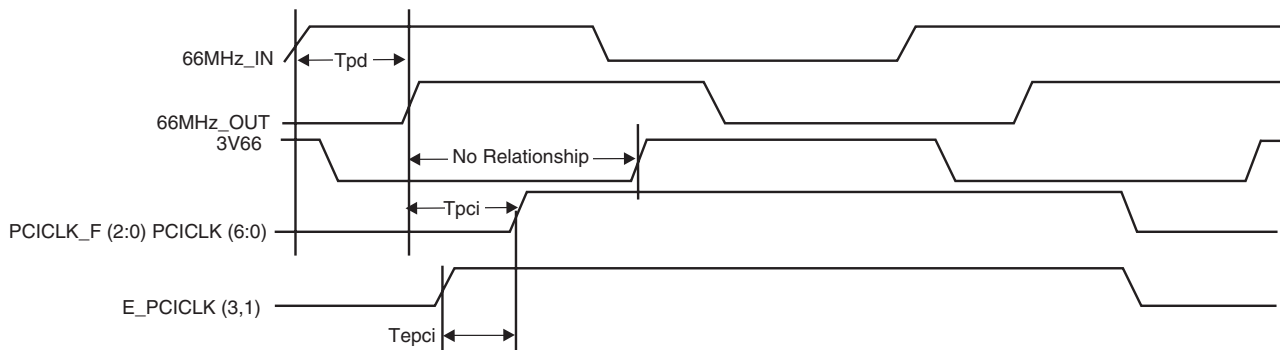 66MHz_IN
Tpd
66MHz_OUT
3V66
No Relationship
Tpci
PCICLK_F (2:0) PCICLK (6:0)
E_PCICLK (3,1)
Tepci